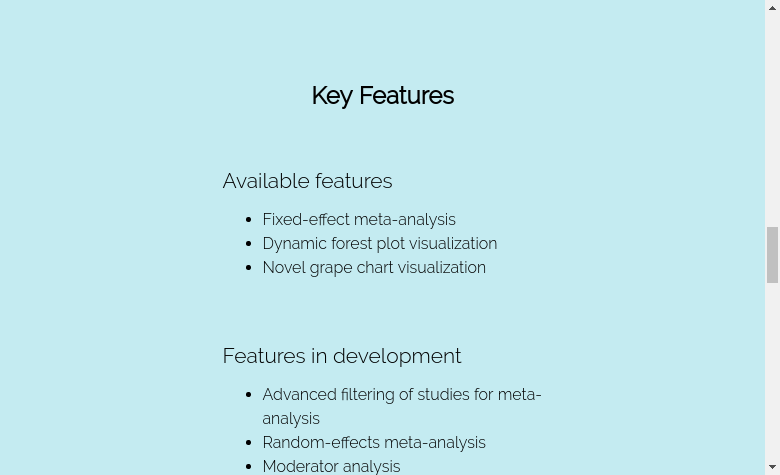 Key Features
Available features
Fixed-effect meta-analysis
Dynamic forest plot visualization
Novel grape chart visualization
Features in development
Advanced filtering of studies for meta-
analysis
Random-effects meta-analysis
Moderator analysis